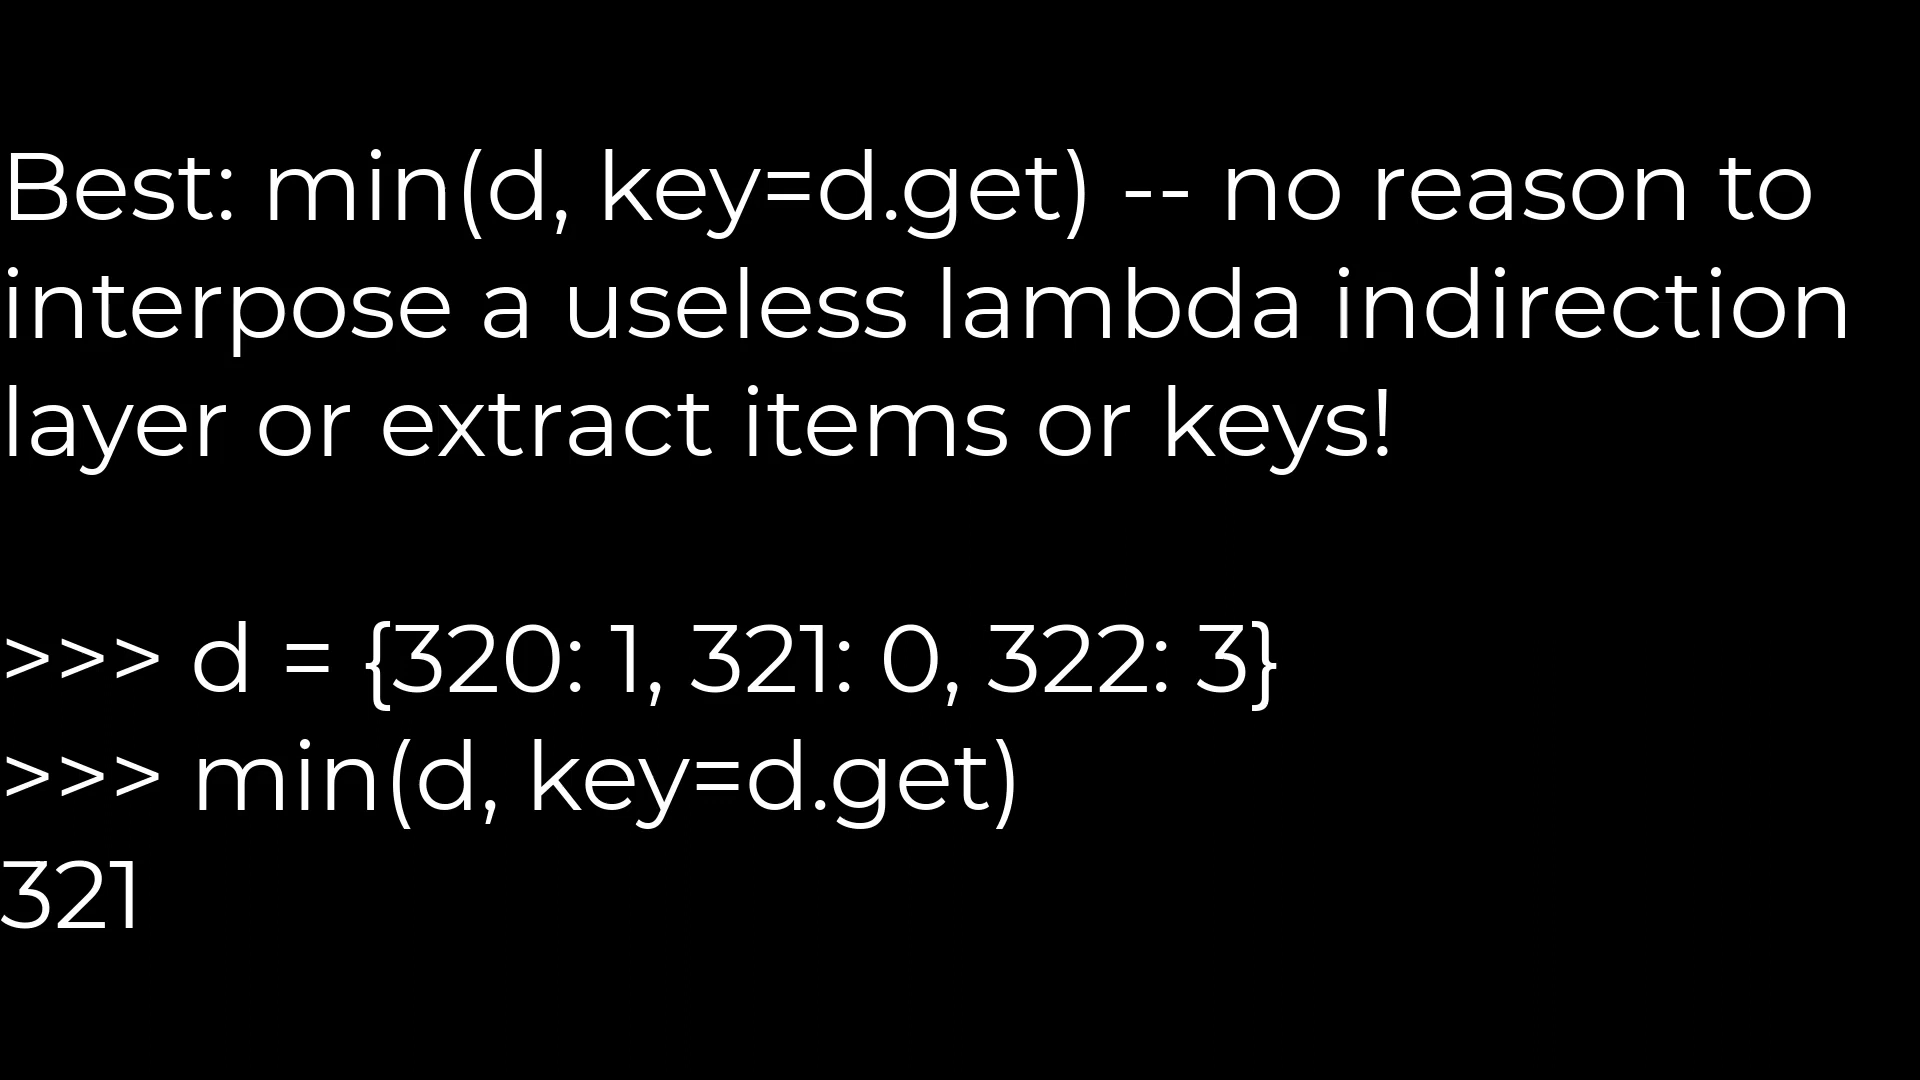 Best: min(d, key=d.get) -- no reason to
interpose a useless lambda indirection
layer or extract items or keys!
>>> d = {320: 1, 321: 0, 322: 3}
>>> min(d, key=d.get)
321